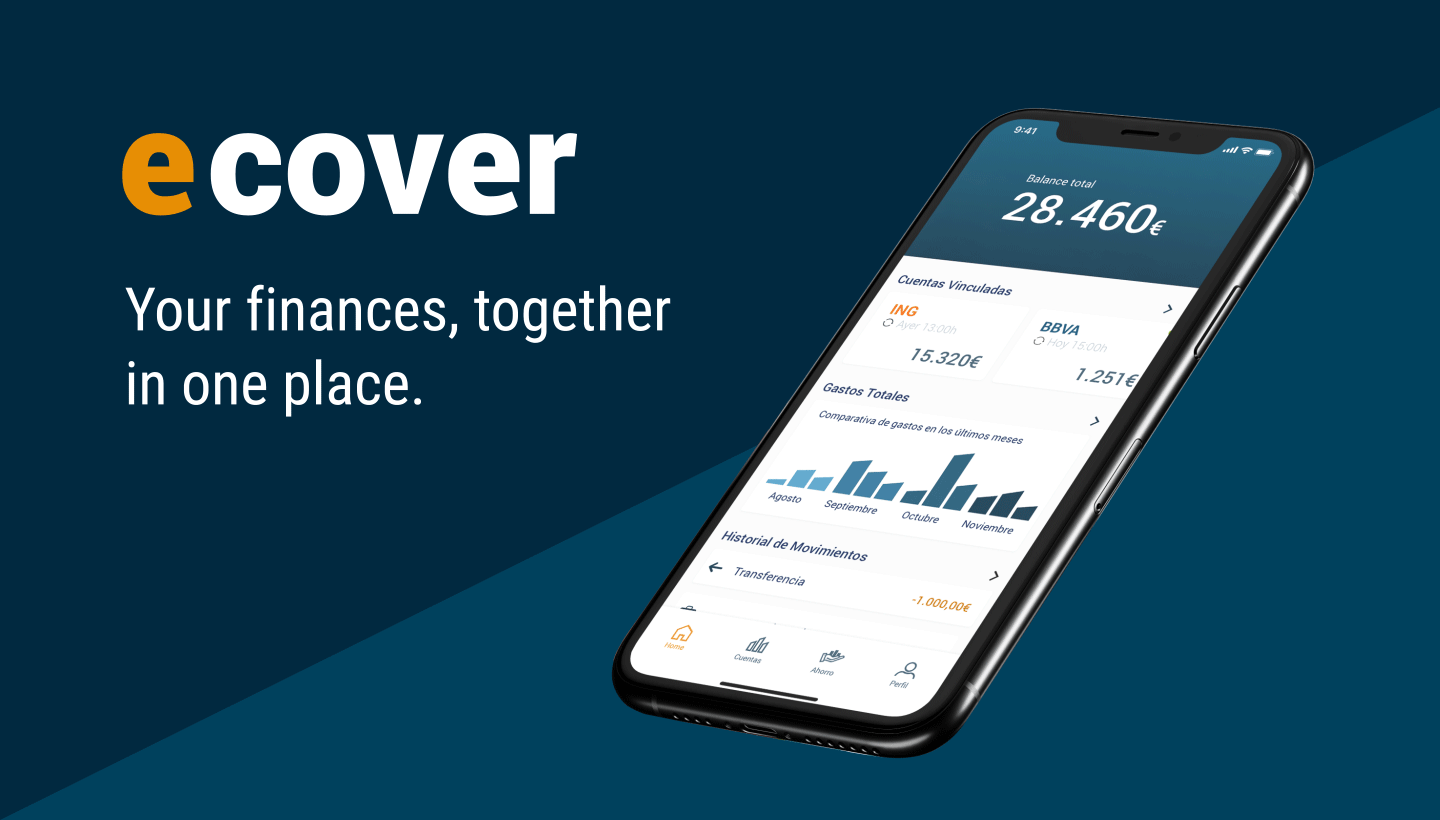 e cover
Your finances, together
in one place.
9:41
Balance total
28.460€
Cuentas Vinculadas
ING
Ayer 13:00h
15.320€
BBVA
Hoy 15:00h
1.251€
Gastos Totales
Comparativa de gastos en los últimos meses
Agosto
Septiembre
Octubre
Noviembre
Historial de Movimientos
Transferencia
-1.000,00€
Home
Cuentas
Ahorro
Perfil